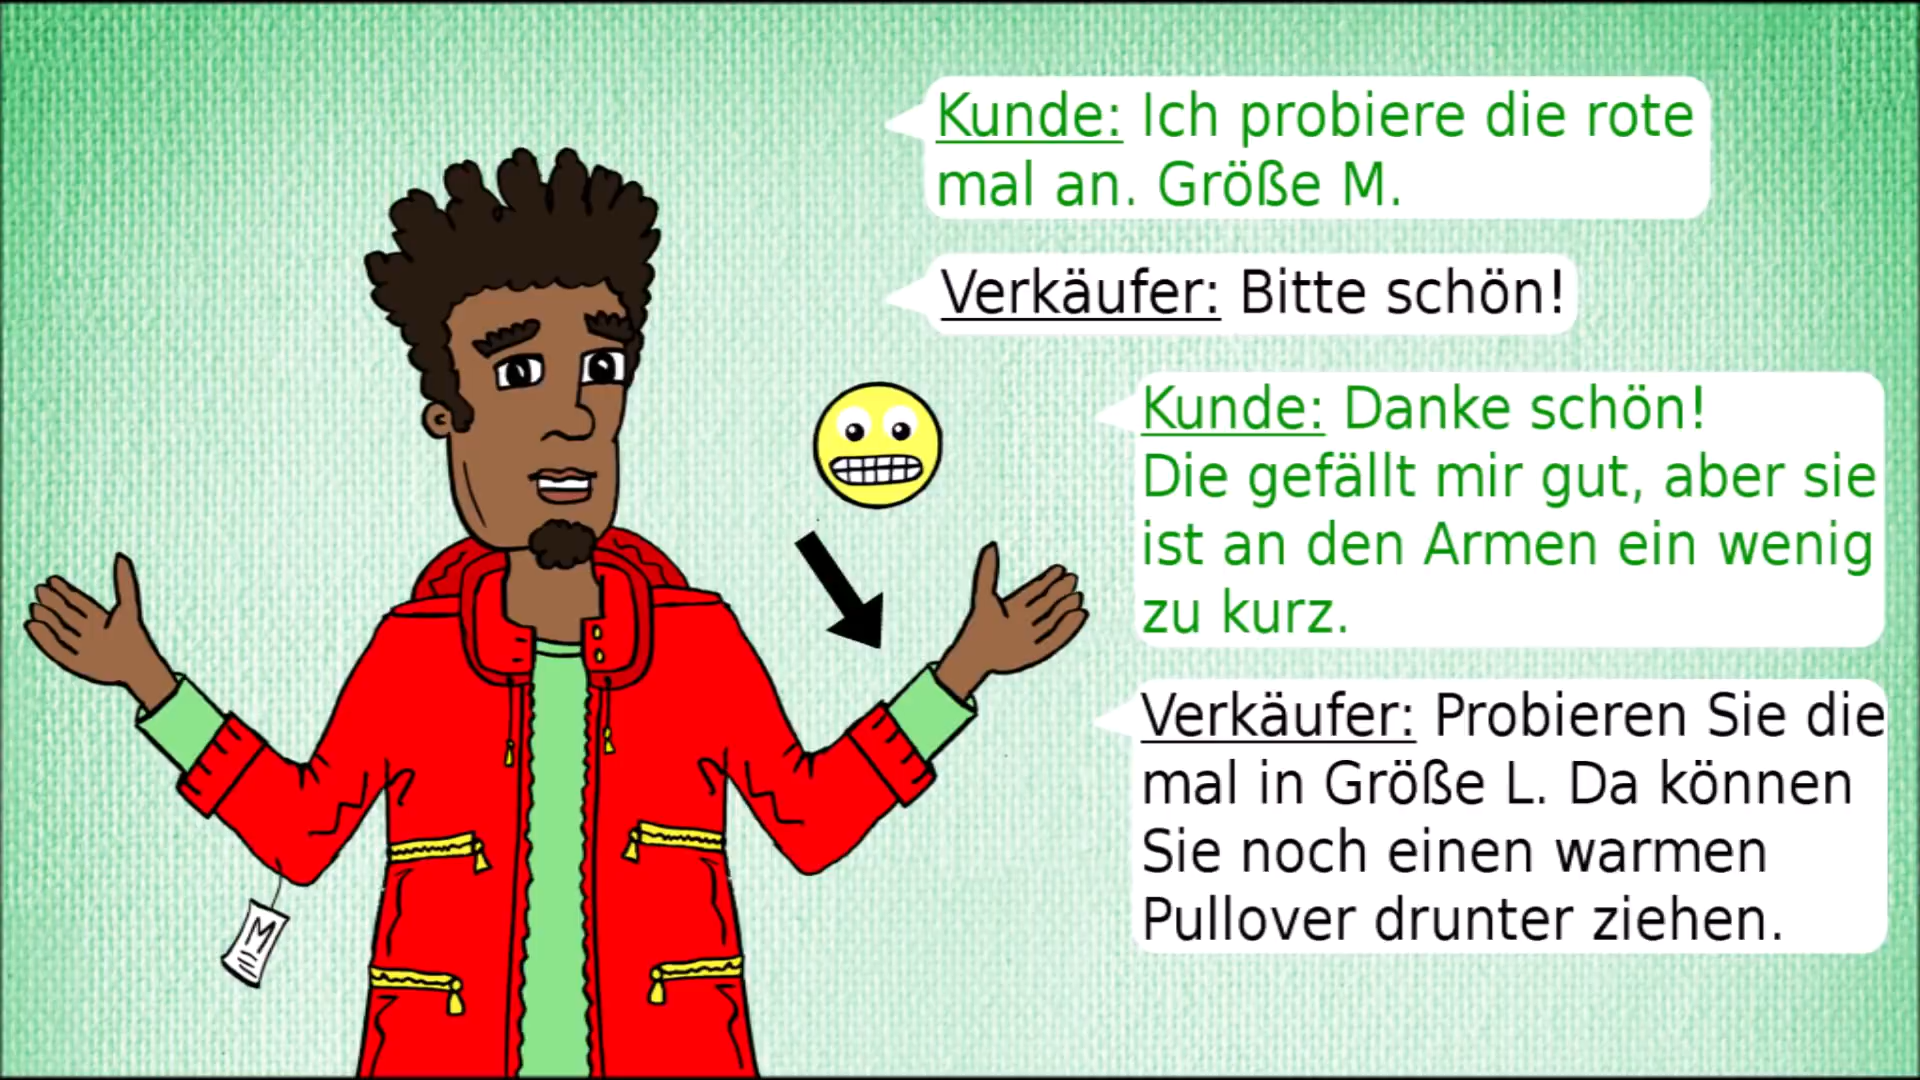 Kunde: Ich probiere die rote
mal an. Größe M.
Verkäufer: Bitte schön!
Kunde: Danke schön!
Die gefällt mir gut, aber sie
ist an den Armen ein wenig
zu kurz.
Verkäufer: Probieren Sie die
mal in Größe L. Da können
Sie noch einen warmen
Pullover drunter ziehen.
M